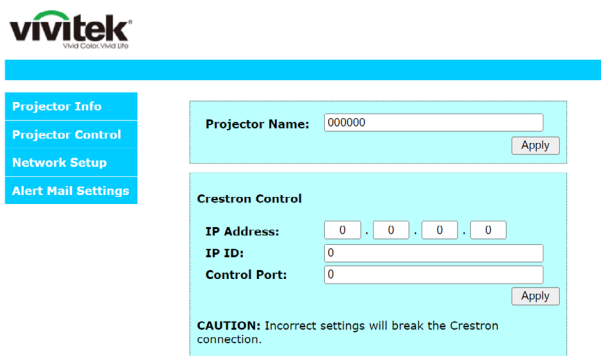 vivitek
Vivid Color, Vivid Life
Projector Info
Projector Control
Network Setup
Alert Mail Settings
Projector Name: 000000
Apply
Crestron Control
IP Address: 0 . 0 . 0 . 0
IP ID: 0
Control Port: 0
Apply
CAUTION: Incorrect settings will break the Crestron
connection.